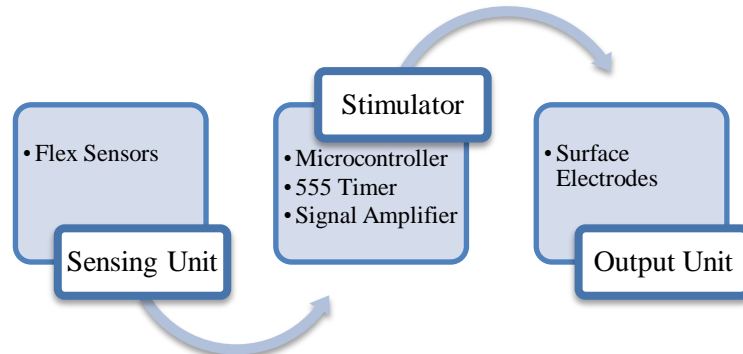 • Flex Sensors
Sensing Unit
Stimulator
• Microcontroller
• 555 Timer
• Signal Amplifier
• Surface
Electrodes
Output Unit